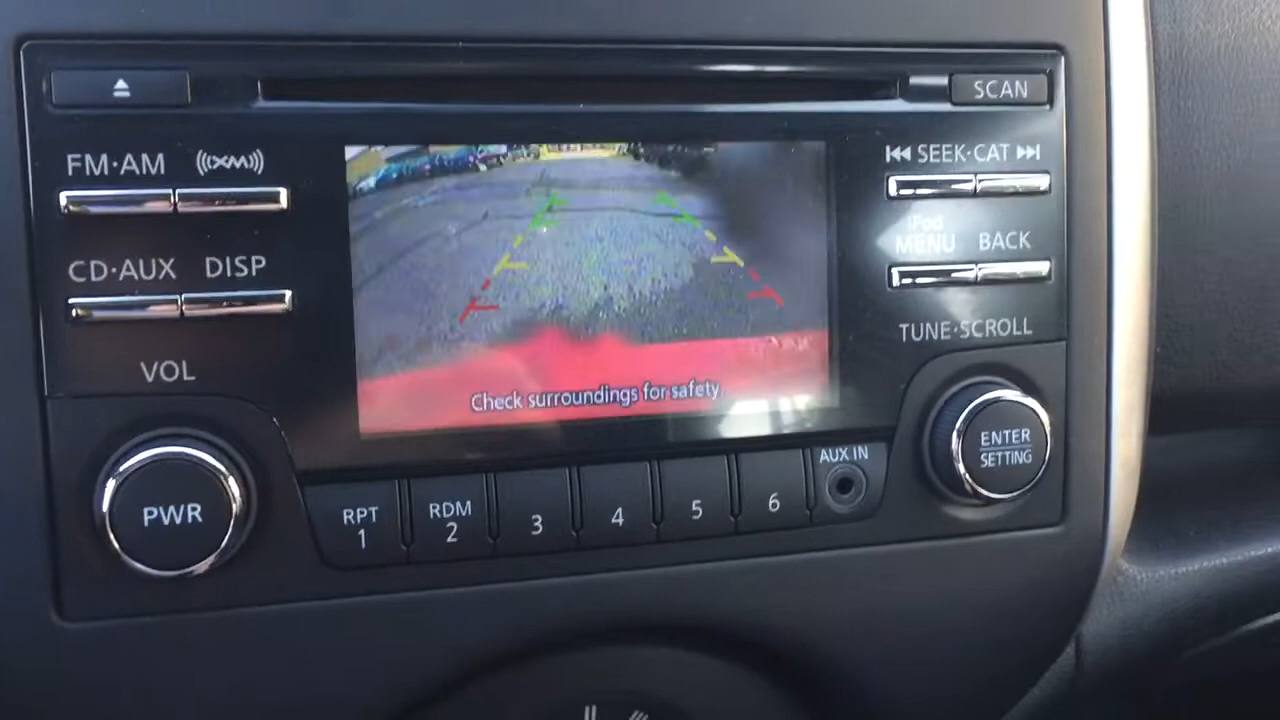 SCAN
FM·AM
((XM))
SEEK·CAT
CD·AUX
DISP
iPod
MENU
BACK
VOL
TUNE·SCROLL
Check surroundings for safety
PWR
RPT
1
RDM
2
3
4
5
6
AUX IN
ENTER
SETTING